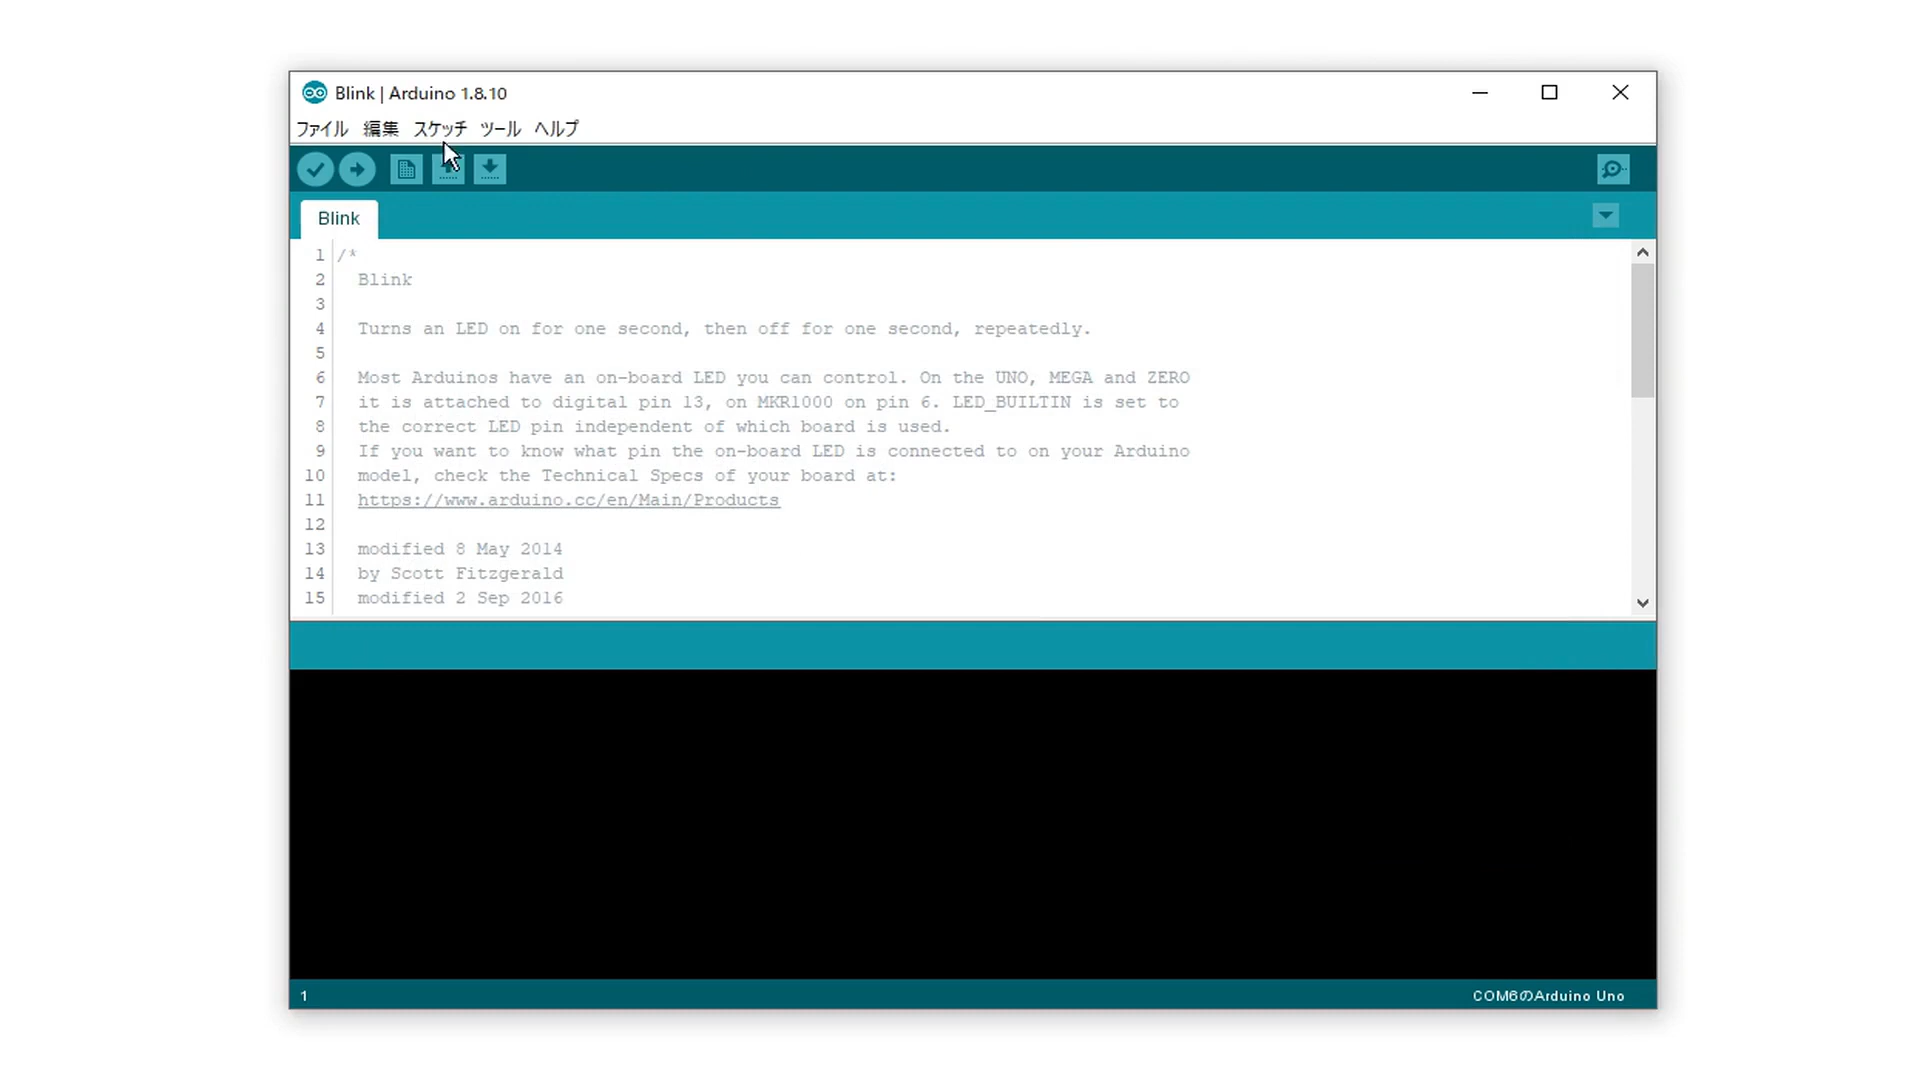 Blink | Arduino 1.8.10
ファイル 編集 スケッチ ツール ヘルプ
Blink
1 /*
2 Blink
3
4 Turns an LED on for one second, then off for one second, repeatedly.
5
6 Most Arduinos have an on-board LED you can control. On the UNO, MEGA and ZERO
7 it is attached to digital pin 13, on MKR1000 on pin 6. LED_BUILTIN is set to
8 the correct LED pin independent of which board is used.
9 If you want to know what pin the on-board LED is connected to on your Arduino
10 model, check the Technical Specs of your board at:
11 https://www.arduino.cc/en/Main/Products
12
13 modified 8 May 2014
14 by Scott Fitzgerald
15 modified 2 Sep 2016
1 COM6のArduino Uno